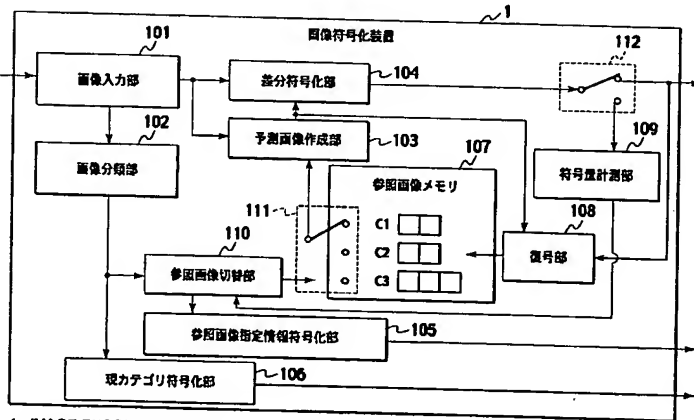 1
画像符号化装置
101
画像入力部
102
画像分類部
差分符号化部
104
予測画像作成部
103
112
109
符号量計測部
107
参照画像メモリ
C1
C2
C3
108
復号部
111
110
参照画像切替部
参照画像指定情報符号化部
105
現カテゴリ符号化部
106